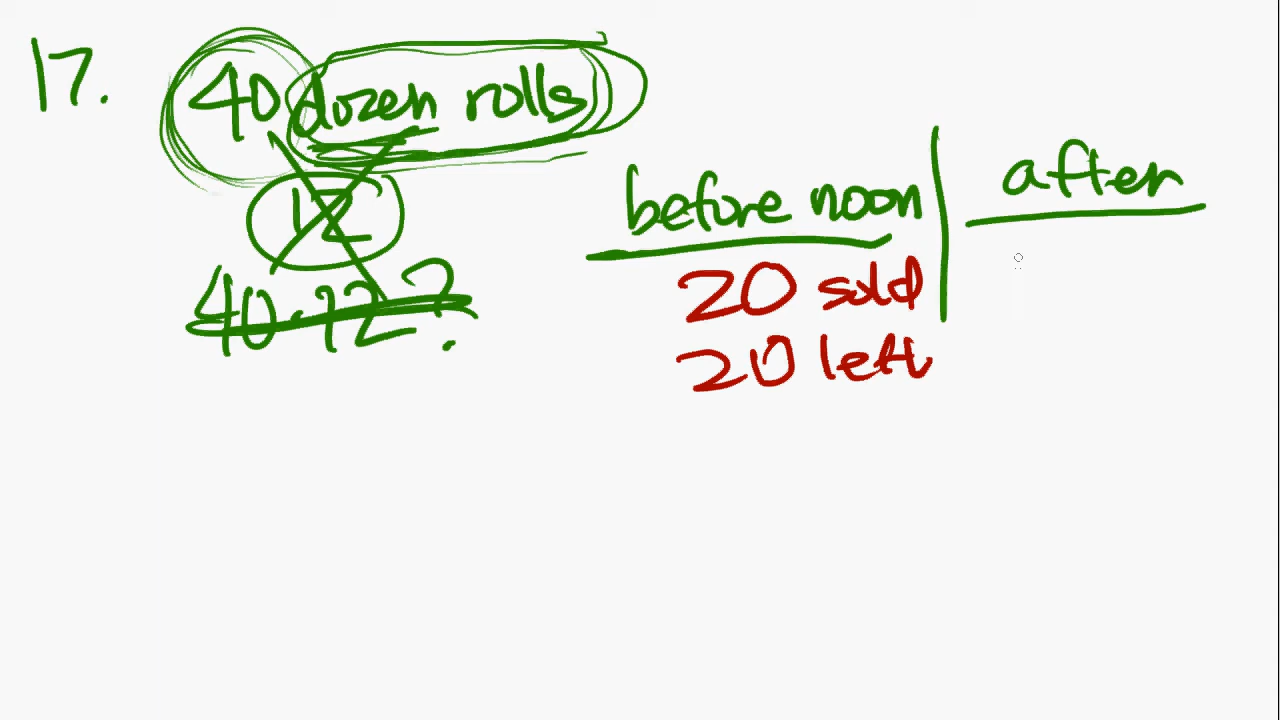 17. 40 dozen rolls
12
40·12?
before noon
20 sold
20 left
after